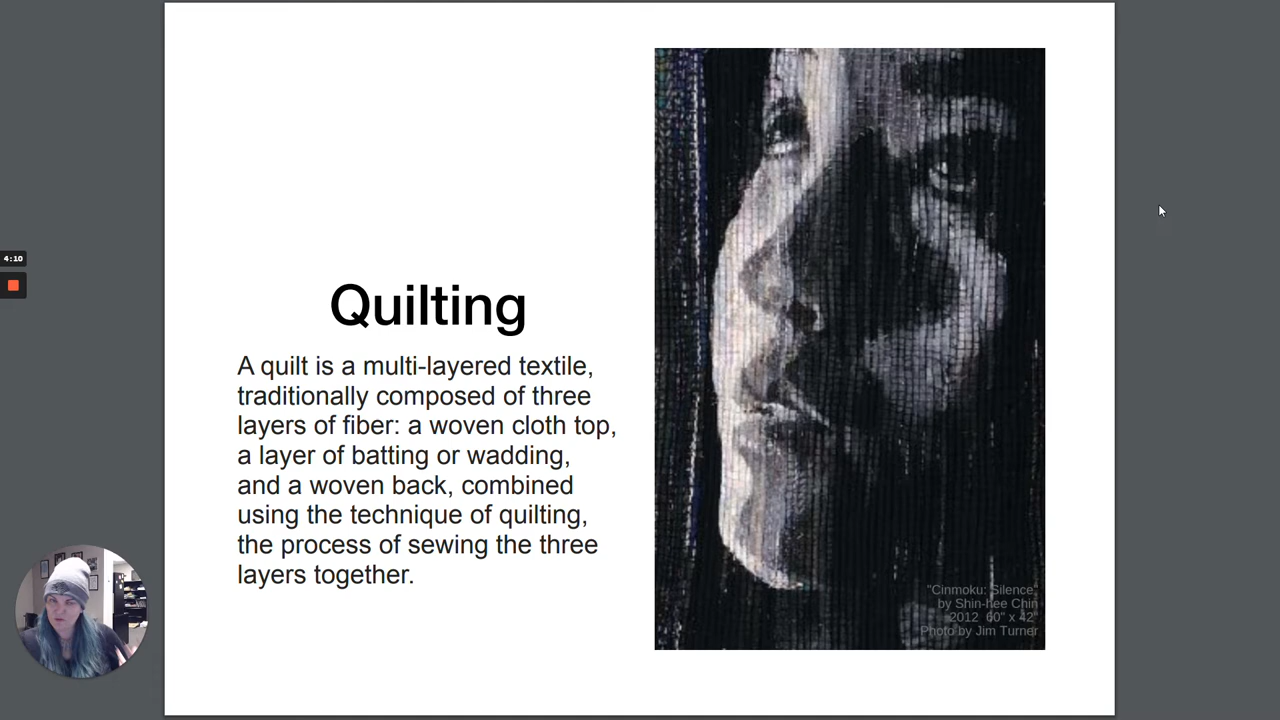 4:10
Quilting
A quilt is a multi-layered textile,
traditionally composed of three
layers of fiber: a woven cloth top,
a layer of batting or wadding,
and a woven back, combined
using the technique of quilting,
the process of sewing the three
layers together.
"Cinmoku: Silence,"
by Shin-hee Chin
2012 60" x 42"
Photo by Jim Turner